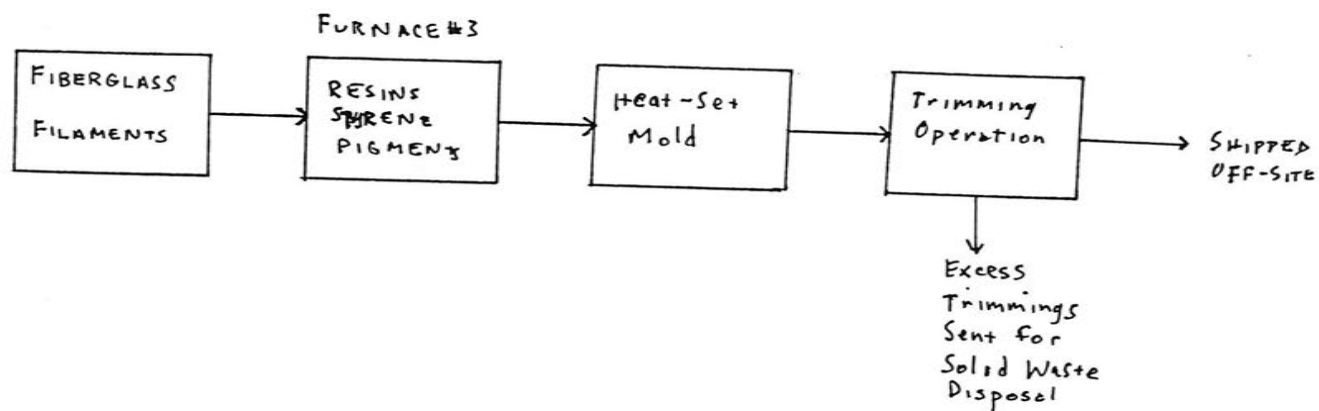 FURNACE #3
FIBERGLASS
FILAMENTS
RESINS
STYRENE
PIGMENTS
Heat-Set
Mold
Trimming
Operation
SHIPPED
OFF-SITE
Excess
Trimmings
Sent for
Solid Waste
Disposal